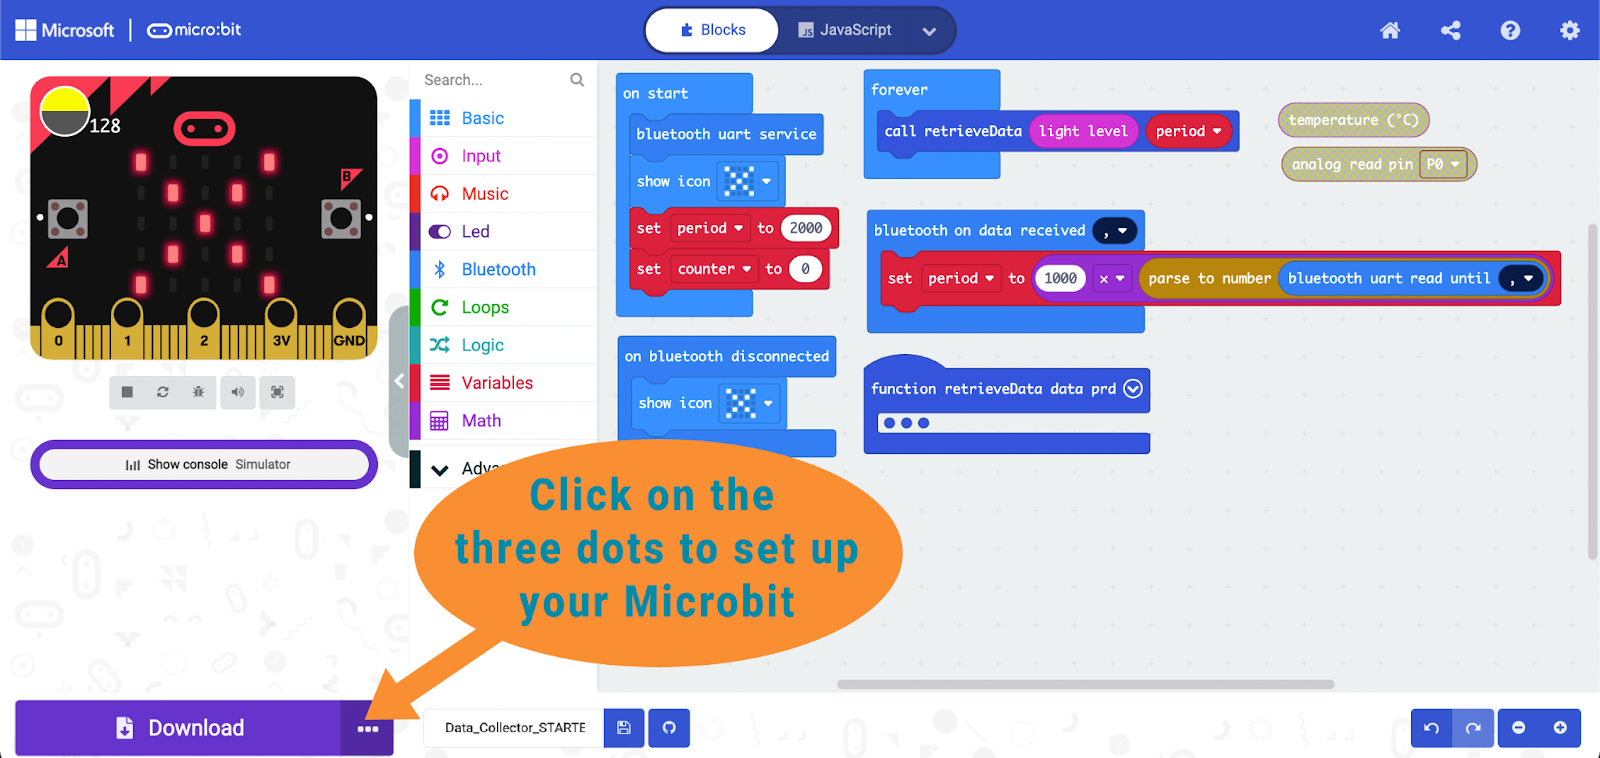 Microsoft | micro:bit
Blocks
JavaScript
128
B
A
0 1 2 3V GND
Show console Simulator
Search...
Basic
Input
Music
Led
Bluetooth
Loops
Logic
Variables
Math
on start
bluetooth uart service
show icon
set period to 2000
set counter to 0
on bluetooth disconnected
show icon
forever
call retrieveData light level period
temperature (°C)
analog read pin P0
bluetooth on data received ,
set period to 1000 × parse to number bluetooth uart read until ,
function retrieveData data prd
Click on the
three dots to set up
your Microbit
Download
Data_Collector_STARTE